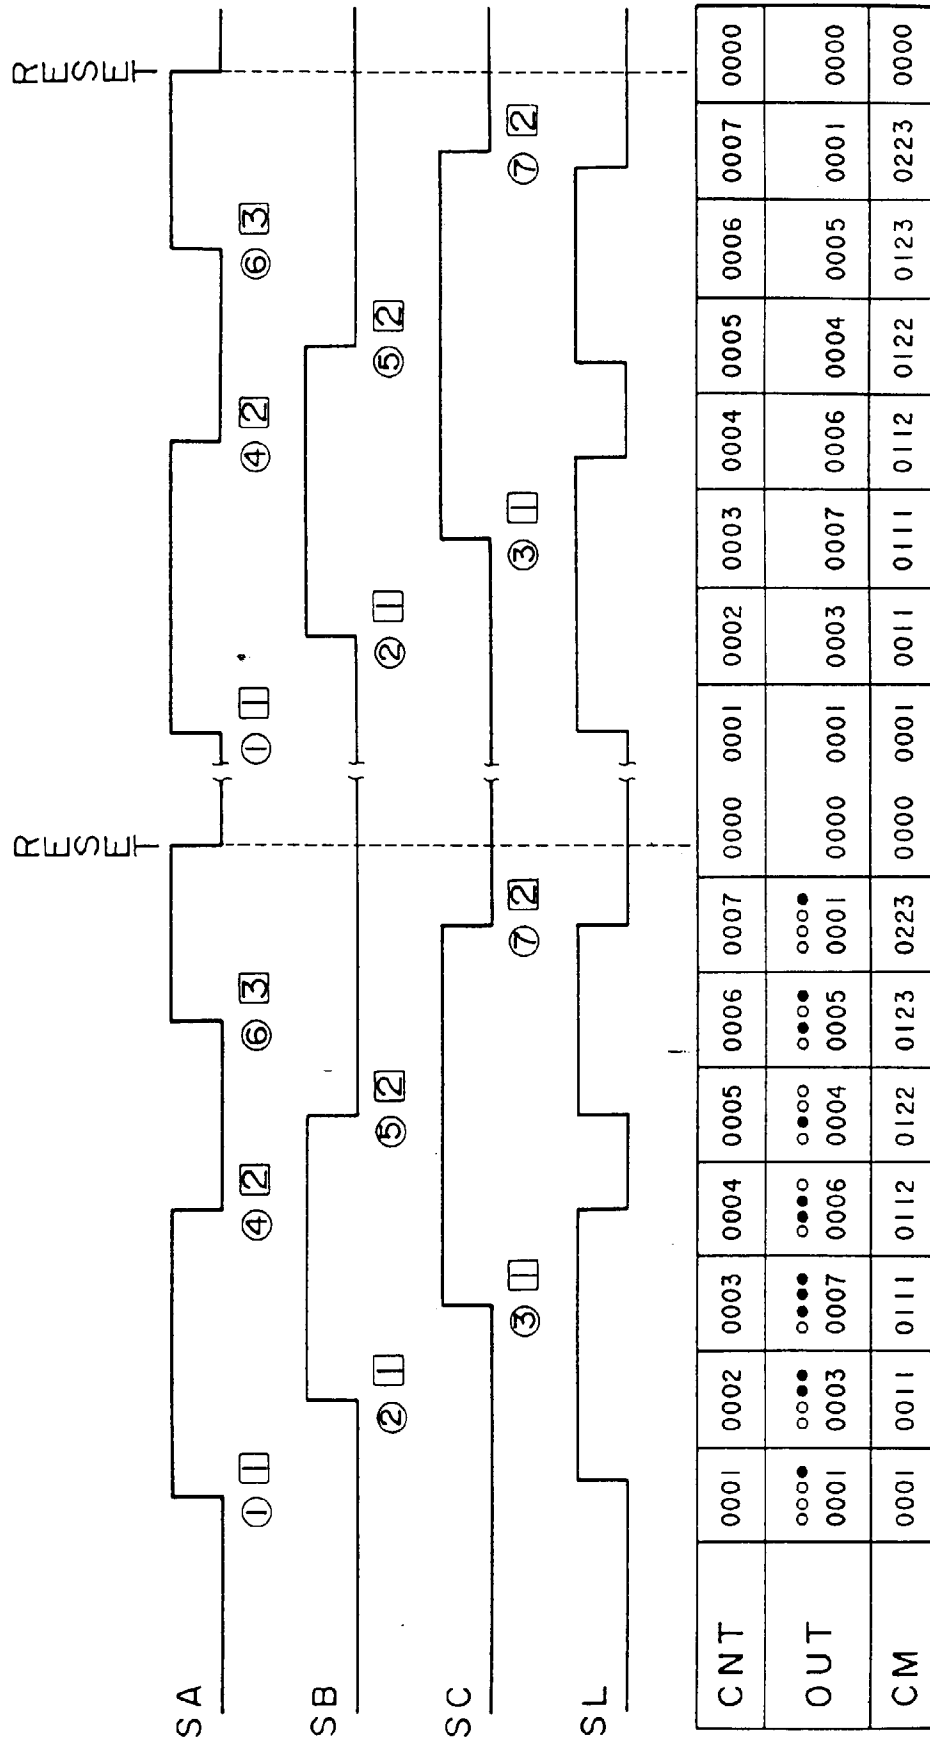 RESET RESET
SA ① 1 ④ 2 ⑥ 3 ① 1 ④ 2 ⑥ 3
SB ② 1 ⑤ 2 ② 1 ⑤ 2
SC ③ 1 ⑦ 2 ③ 1 ⑦ 2
SL
CNT 0001 0002 0003 0004 0005 0006 0007 0000 0001 0002 0003 0004 0005 0006 0007 0000
OUT 0001 0003 0007 0006 0004 0005 0001 0000 0001 0003 0007 0006 0004 0005 0001 0000
CM 0001 0011 0111 0112 0122 0123 0223 0000 0001 0011 0111 0112 0122 0123 0223 0000